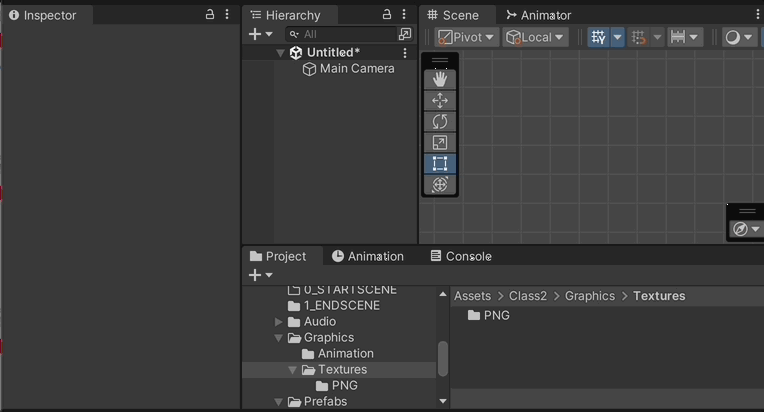 Inspector
Hierarchy
Scene
Animator
All
Pivot
Local
Untitled*
Main Camera
Project
Animation
Console
0_STARTSCENE
1_ENDSCENE
Audio
Graphics
Animation
Textures
PNG
Prefabs
Assets > Class2 > Graphics > Textures
PNG